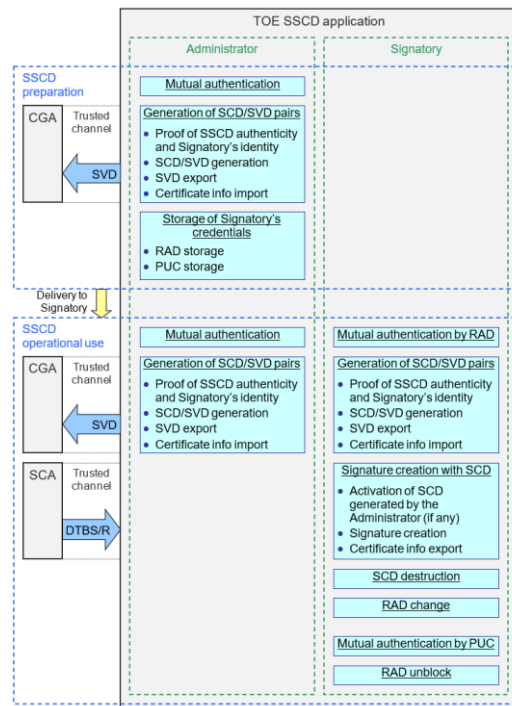 TOE SSCD application
Administrator
Signatory
SSCD
preparation
Mutual authentication
CGA
Trusted
channel
SVD
Generation of SCD/SVD pairs
• Proof of SSCD authenticity
and Signatory's identity
• SCD/SVD generation
• SVD export
• Certificate info import
Storage of Signatory's
credentials
• RAD storage
• PUC storage
Delivery to
Signatory
SSCD
operational use
Mutual authentication
Mutual authentication by RAD
CGA
Trusted
channel
SVD
Generation of SCD/SVD pairs
• Proof of SSCD authenticity
and Signatory's identity
• SCD/SVD generation
• SVD export
• Certificate info import
Generation of SCD/SVD pairs
• Proof of SSCD authenticity
and Signatory's identity
• SCD/SVD generation
• SVD export
• Certificate info import
SCA
Trusted
channel
DTBS/R
Signature creation with SCD
• Activation of SCD
generated by the
Administrator (if any)
• Signature creation
• Certificate info export
SCD destruction
RAD change
Mutual authentication by PUC
RAD unblock